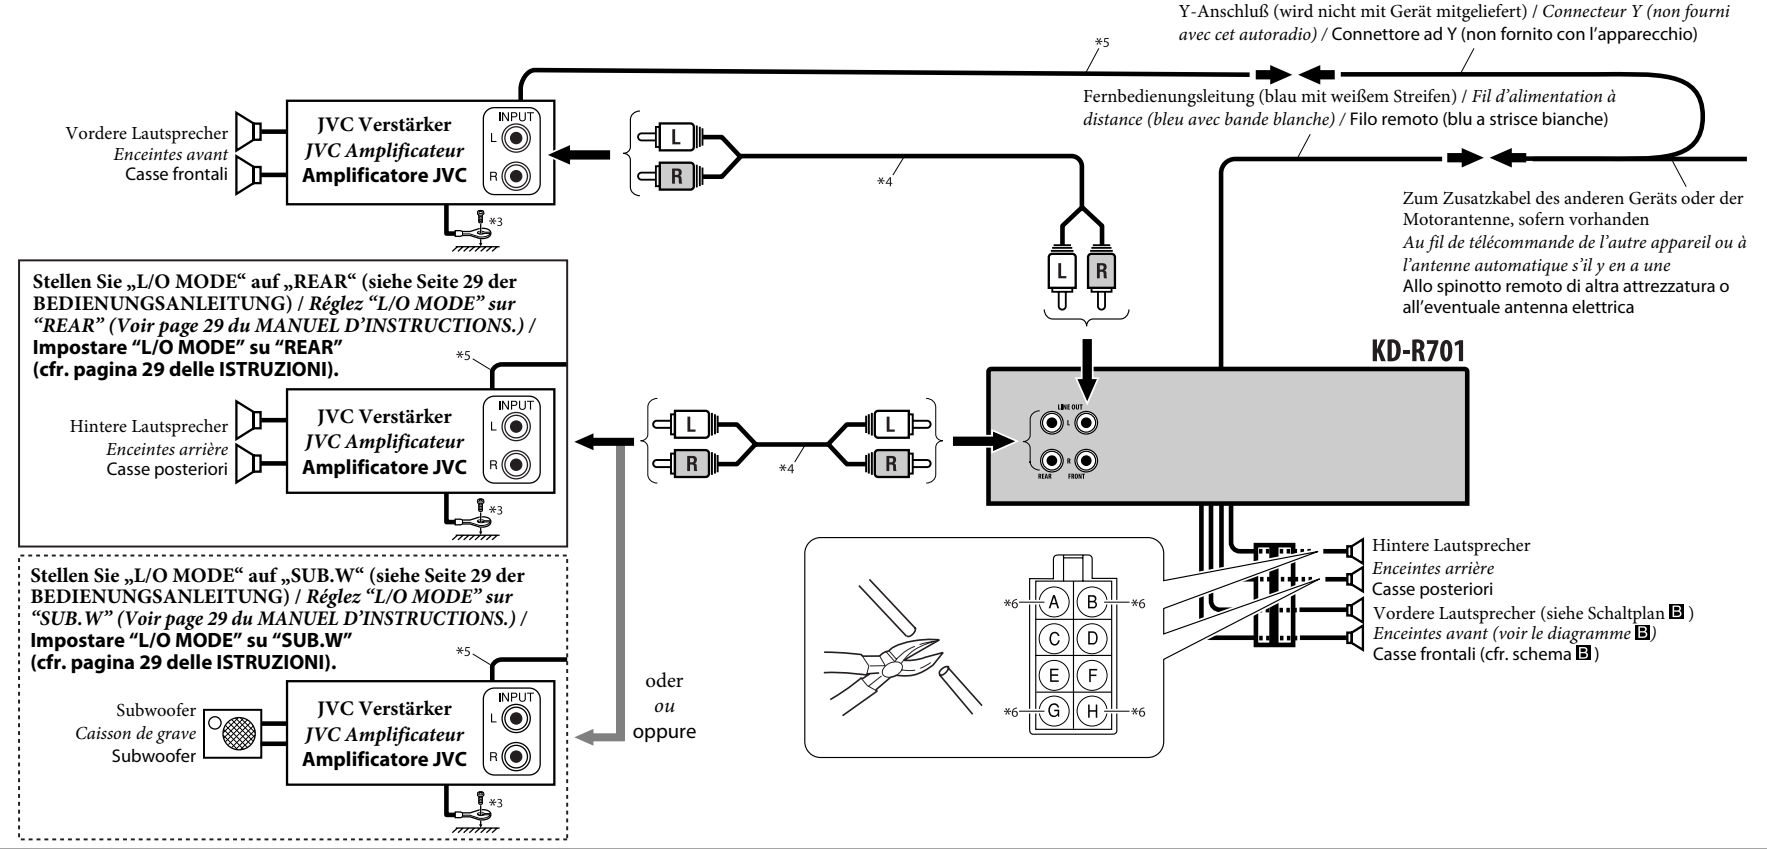 Y-Anschluß (wird nicht mit Gerät mitgeliefert) / Connecteur Y (non fourni
avec cet autoradio) / Connettore ad Y (non fornito con l’apparecchio)
*5
Fernbedienungsleitung (blau mit weißem Streifen) / Fil d’alimentation à
distance (bleu avec bande blanche) / Filo remoto (blu a strisce bianche)
Vordere Lautsprecher
Enceintes avant
Casse frontali
JVC Verstärker
JVC Amplificateur
Amplificatore JVC
INPUT
L
R
*3
L
R
*4
L R
Zum Zusatzkabel des anderen Geräts oder der
Motorantenne, sofern vorhanden
Au fil de télécommande de l’autre appareil ou à
l’antenne automatique s’il y en a une
Allo spinotto remoto di altra attrezzatura o
all’eventuale antenna elettrica
Stellen Sie „L/O MODE“ auf „REAR“ (siehe Seite 29 der
BEDIENUNGSANLEITUNG) / Réglez “L/O MODE” sur
“REAR” (Voir page 29 du MANUEL D’INSTRUCTIONS.) /
Impostare “L/O MODE” su “REAR”
(cfr. pagina 29 delle ISTRUZIONI).
*5
Hintere Lautsprecher
Enceintes arrière
Casse posteriori
JVC Verstärker
JVC Amplificateur
Amplificatore JVC
INPUT
L
R
*3
L
R
*4
L
R
KD-R701
LINE OUT
L
R
REAR FRONT
Stellen Sie „L/O MODE“ auf „SUB.W“ (siehe Seite 29 der
BEDIENUNGSANLEITUNG) / Réglez “L/O MODE” sur
“SUB.W” (Voir page 29 du MANUEL D’INSTRUCTIONS.) /
Impostare “L/O MODE” su “SUB.W”
(cfr. pagina 29 delle ISTRUZIONI).
*5
Subwoofer
Caisson de grave
Subwoofer
JVC Verstärker
JVC Amplificateur
Amplificatore JVC
INPUT
L
R
*3
oder
ou
oppure
*6 A B *6
C D
E F
*6 G H *6
Hintere Lautsprecher
Enceintes arrière
Casse posteriori
Vordere Lautsprecher (siehe Schaltplan B )
Enceintes avant (voir le diagramme B)
Casse frontali (cfr. schema B )